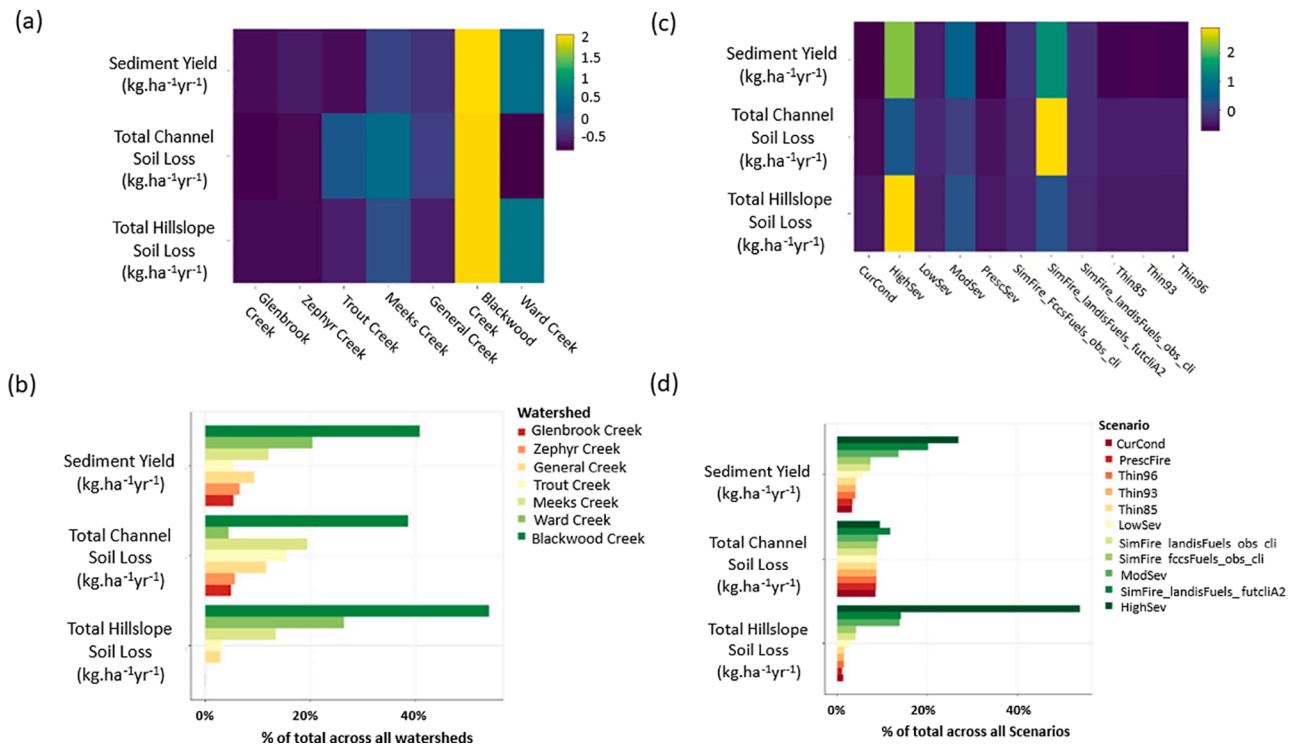 (a)
Sediment Yield
(kg.ha-1yr-1)
Total Channel
Soil Loss
(kg.ha-1yr-1)
Total Hillslope
Soil Loss
(kg.ha-1yr-1)
2
1.5
1
0.5
0
-0.5
Glenbrook
Creek
Zephyr Creek
Trout Creek
Meeks Creek
General Creek
Blackwood
Creek
Ward Creek
(c)
Sediment Yield
(kg.ha-1yr-1)
Total Channel
Soil Loss
(kg.ha-1yr-1)
Total Hillslope
Soil Loss
(kg.ha-1yr-1)
2
1
0
CurCond
HighSev
LowSev
ModSev
PrescSev
SimFire_FccsFuels_obs_cli
SimFire_landisFuels_futcliA2
SimFire_landisFuels_obs_cli
Thin85
Thin93
Thin96
(b)
Sediment Yield
(kg.ha-1yr-1)
Total Channel
Soil Loss
(kg.ha-1yr-1)
Total Hillslope
Soil Loss
(kg.ha-1yr-1)
0%
20%
40%
% of total across all watersheds
Watershed
Glenbrook Creek
Zephyr Creek
General Creek
Trout Creek
Meeks Creek
Ward Creek
Blackwood Creek
(d)
Sediment Yield
(kg.ha-1yr-1)
Total Channel
Soil Loss
(kg.ha-1yr-1)
Total Hillslope
Soil Loss
(kg.ha-1yr-1)
0%
20%
40%
% of total across all Scenarios
Scenario
CurCond
PrescFire
Thin96
Thin93
Thin85
LowSev
SimFire landisFuels obs cli
SimFire fccsFuels_obs_cli
ModSev
SimFire_landisFuels_futcliA2
HighSev